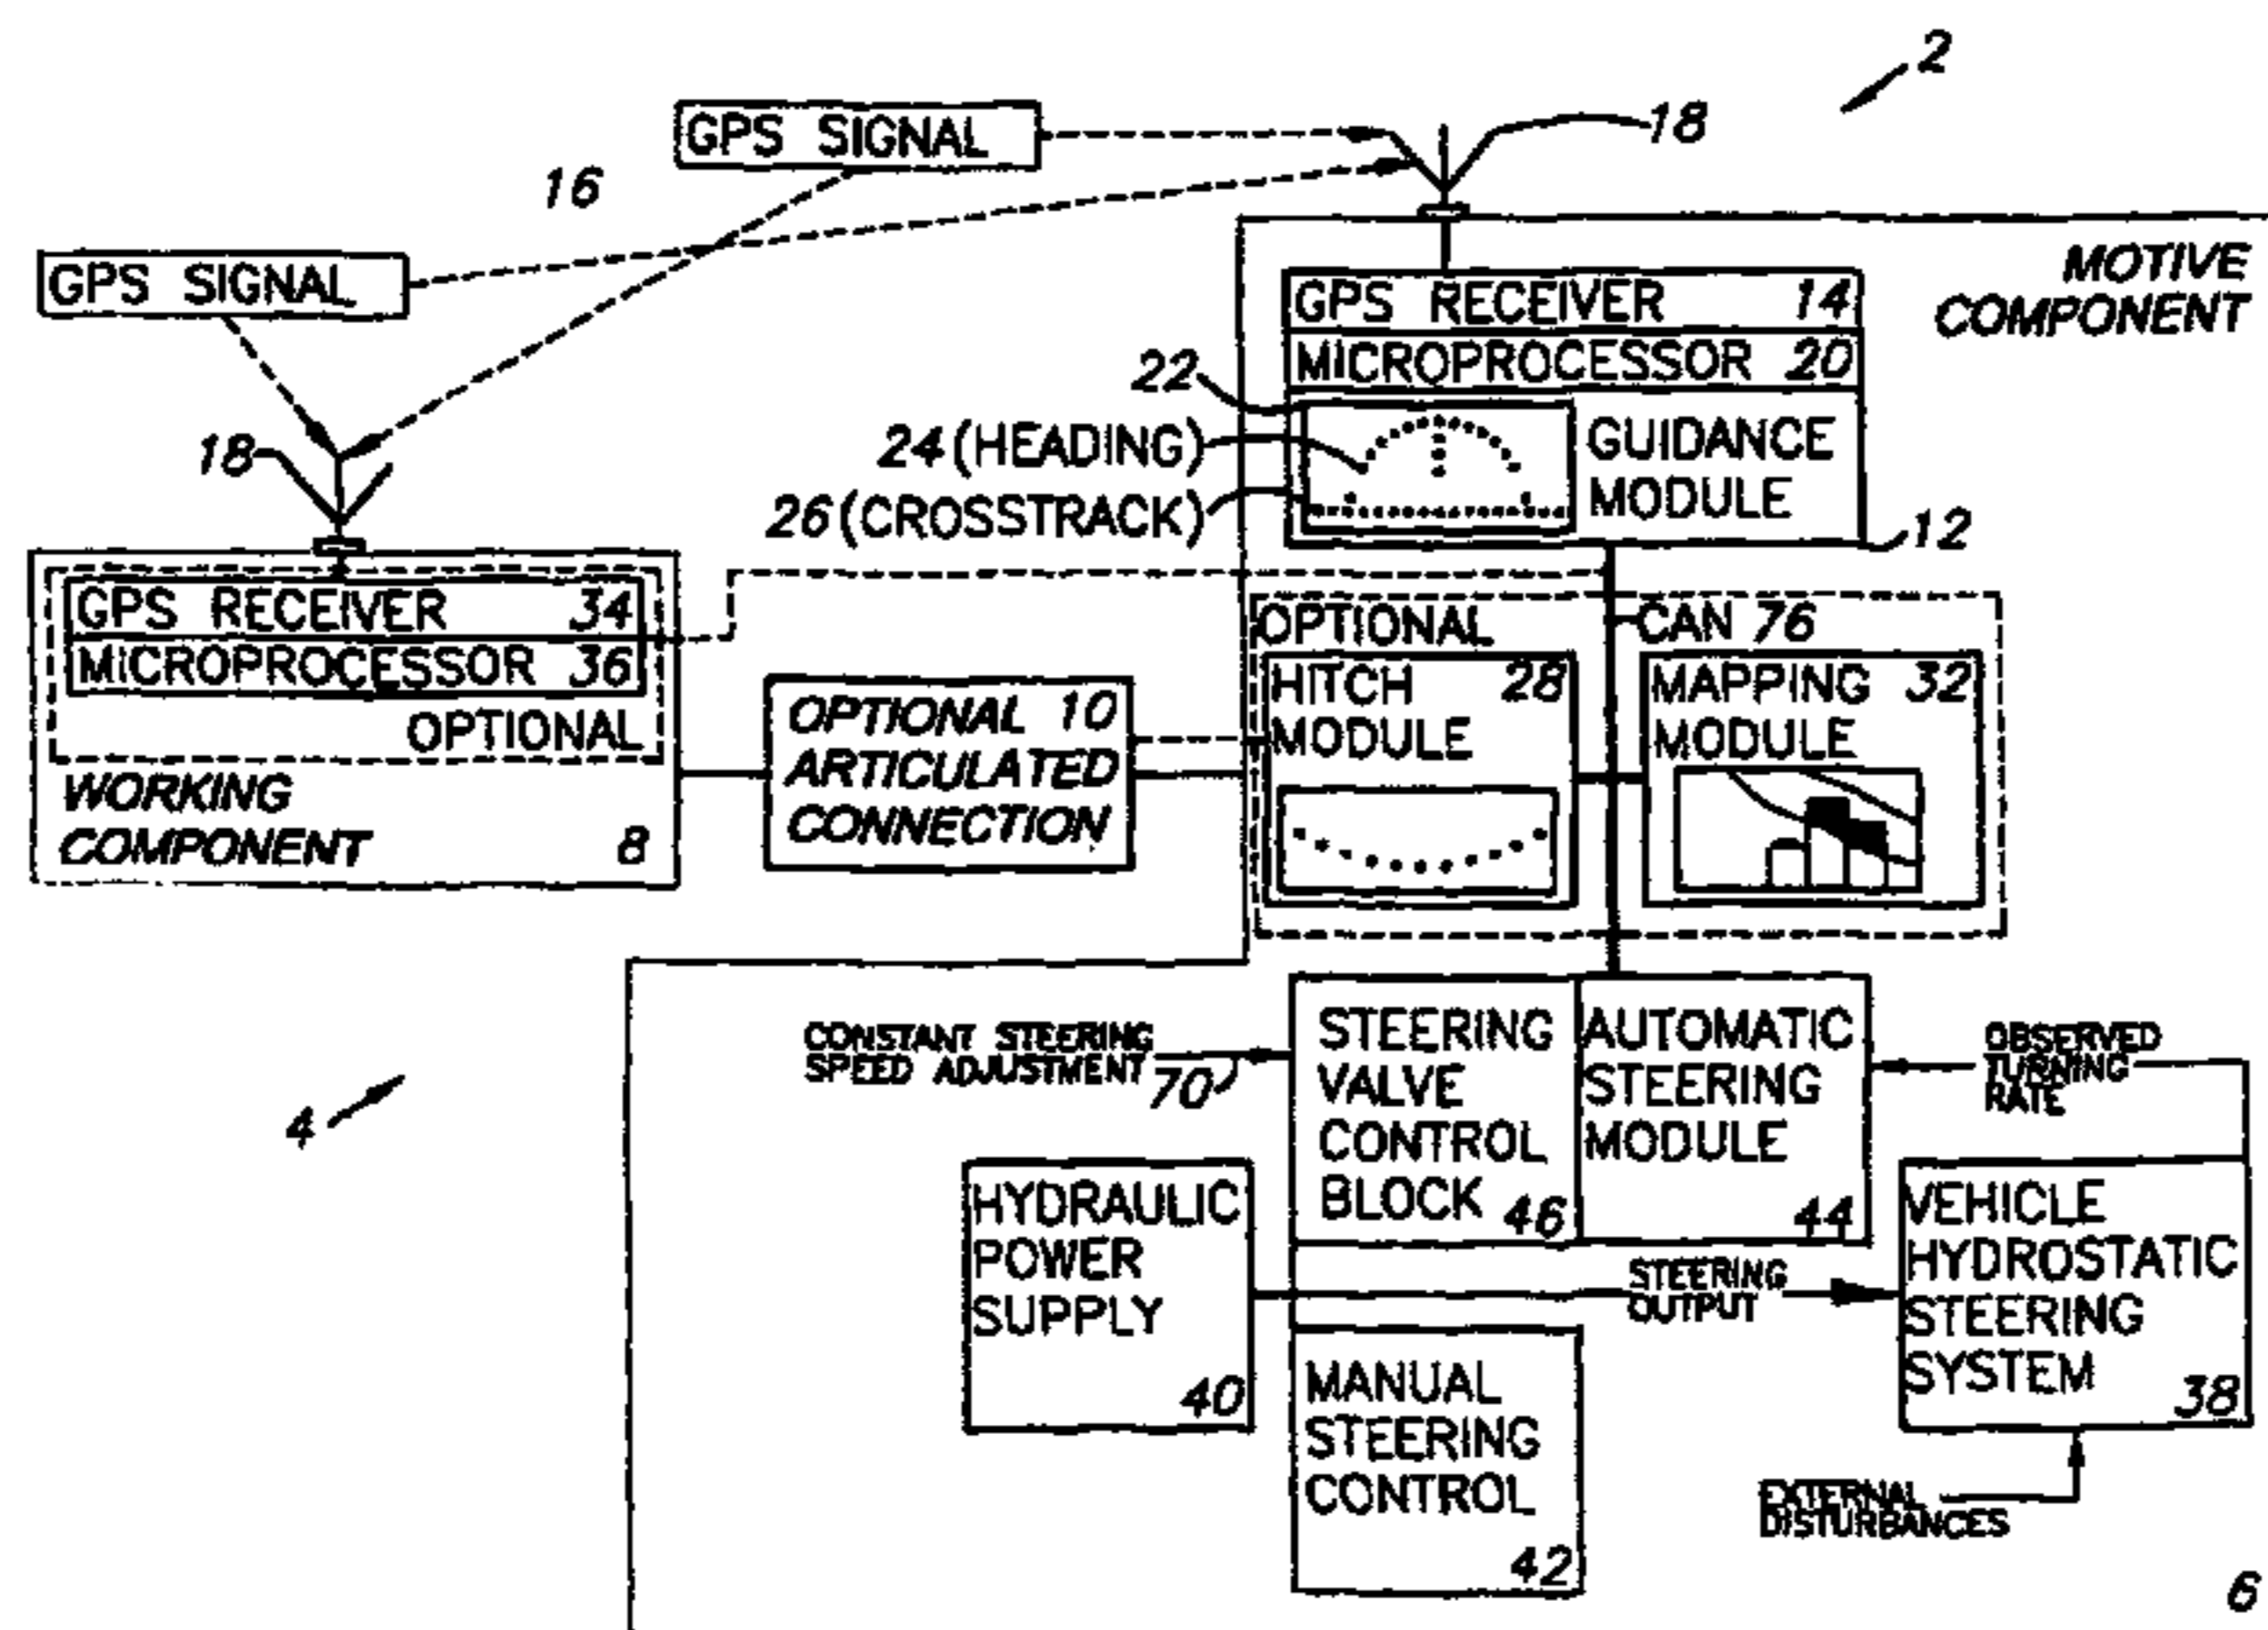 2
GPS SIGNAL
18
16
GPS SIGNAL
MOTIVE
COMPONENT
GPS RECEIVER 14
MICROPROCESSOR 20
22
24 (HEADING)
26 (CROSSTRACK)
GUIDANCE
MODULE
12
18
GPS RECEIVER 34
MICROPROCESSOR 36
OPTIONAL
WORKING
COMPONENT 8
OPTIONAL 10
ARTICULATED
CONNECTION
OPTIONAL
CAN 76
HITCH 28
MODULE
MAPPING 32
MODULE
4
CONSTANT STEERING
SPEED ADJUSTMENT
70
STEERING
VALVE
CONTROL
BLOCK 46
AUTOMATIC
STEERING
MODULE
44
OBSERVED
TURNING
RATE
HYDRAULIC
POWER
SUPPLY
40
STEERING
OUTPUT
VEHICLE
HYDROSTATIC
STEERING
SYSTEM
38
MANUAL
STEERING
CONTROL
42
EXTERNAL
DISTURBANCES
6